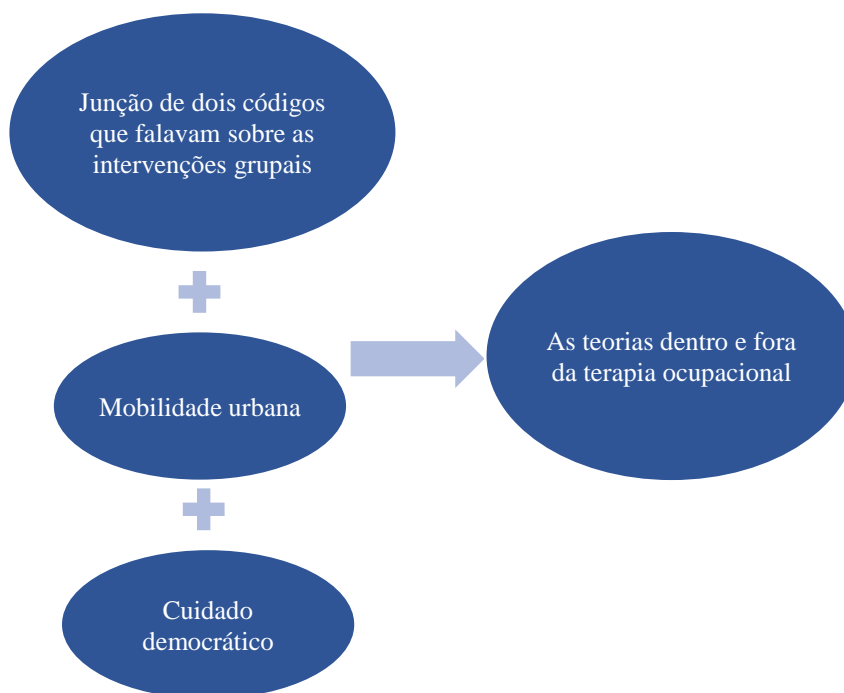 Junção de dois códigos
que falavam sobre as
intervenções grupais
Mobilidade urbana
Cuidado
democrático
As teorias dentro e fora
da terapia ocupacional